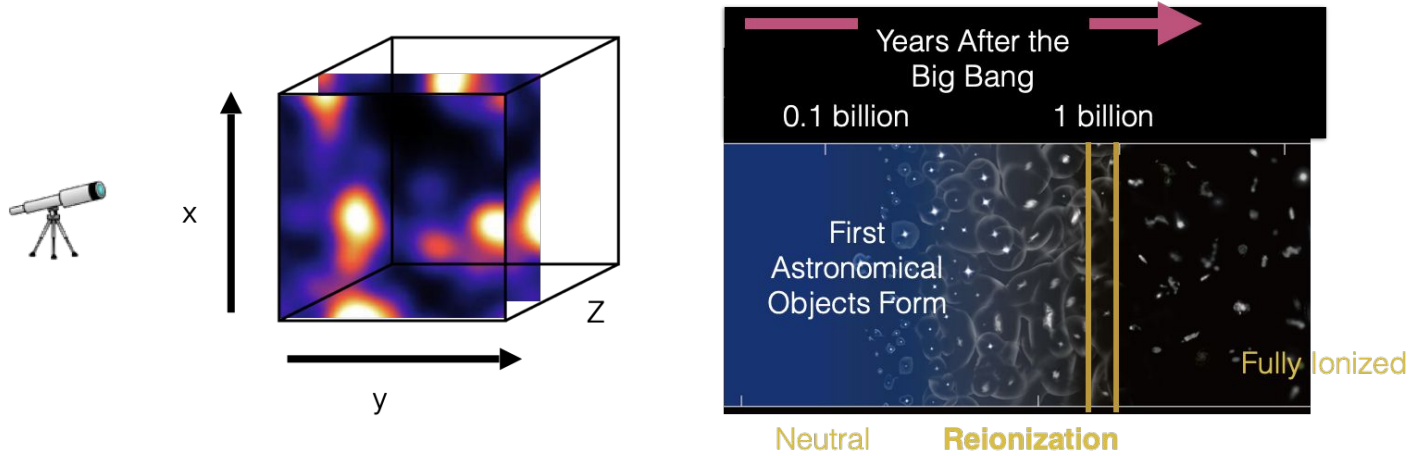 x
y
Z
Years After the
Big Bang
0.1 billion
1 billion
First
Astronomical
Objects Form
Fully Ionized
Neutral
Reionization